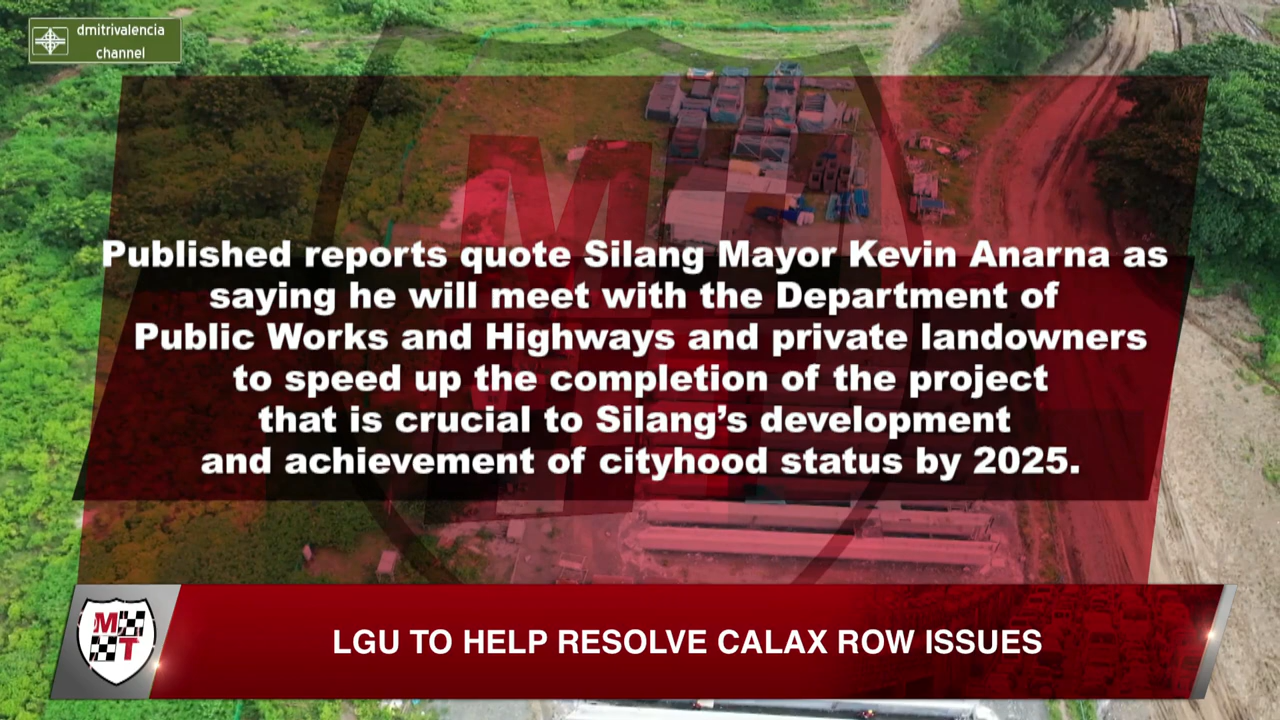 dmitrivalencia
channel
Published reports quote Silang Mayor Kevin Anarna as
saying he will meet with the Department of
Public Works and Highways and private landowners
to speed up the completion of the project
that is crucial to Silang’s development
and achievement of cityhood status by 2025.
M
T
LGU TO HELP RESOLVE CALAX ROW ISSUES